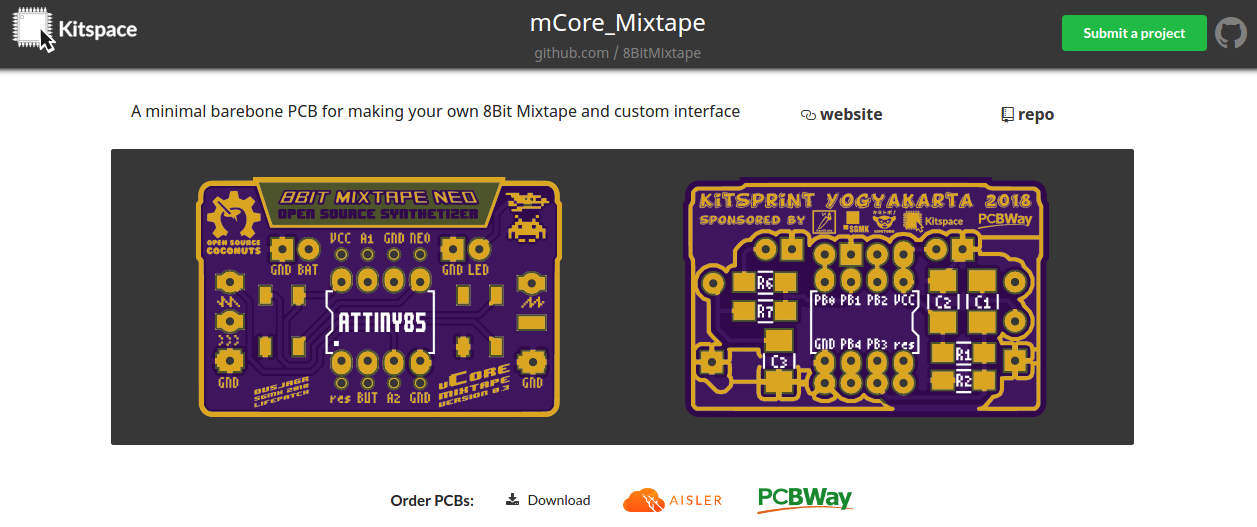 Kitspace
mCore_Mixtape
github.com / 8BitMixtape
Submit a project
A minimal barebone PCB for making your own 8Bit Mixtape and custom interface
website
repo
8BIT MIXTAPE NEO
OPEN SOURCE SYNTHETIZER
OPEN SOURCE
COCONUTS
VCC A1 GND NEO
GND BAT
GND LED
ATTINY85
GND
GND
DUSJAGR
SGMK 2018
LIFEPATCH
res BUT A2 GND
uCORE
MIXTAPE
VERSION 0.3
KiTSPRiNT YOGYAKARTA 2018
SPONSORED BY
SGMK
Kitspace
PCBWay
R6
R7
PB0 PB1 PB2 VCC
C2
C1
GND PB4 PB3 res
C3
R1
R2
Order PCBs:
Download
AISLER
PCBWay